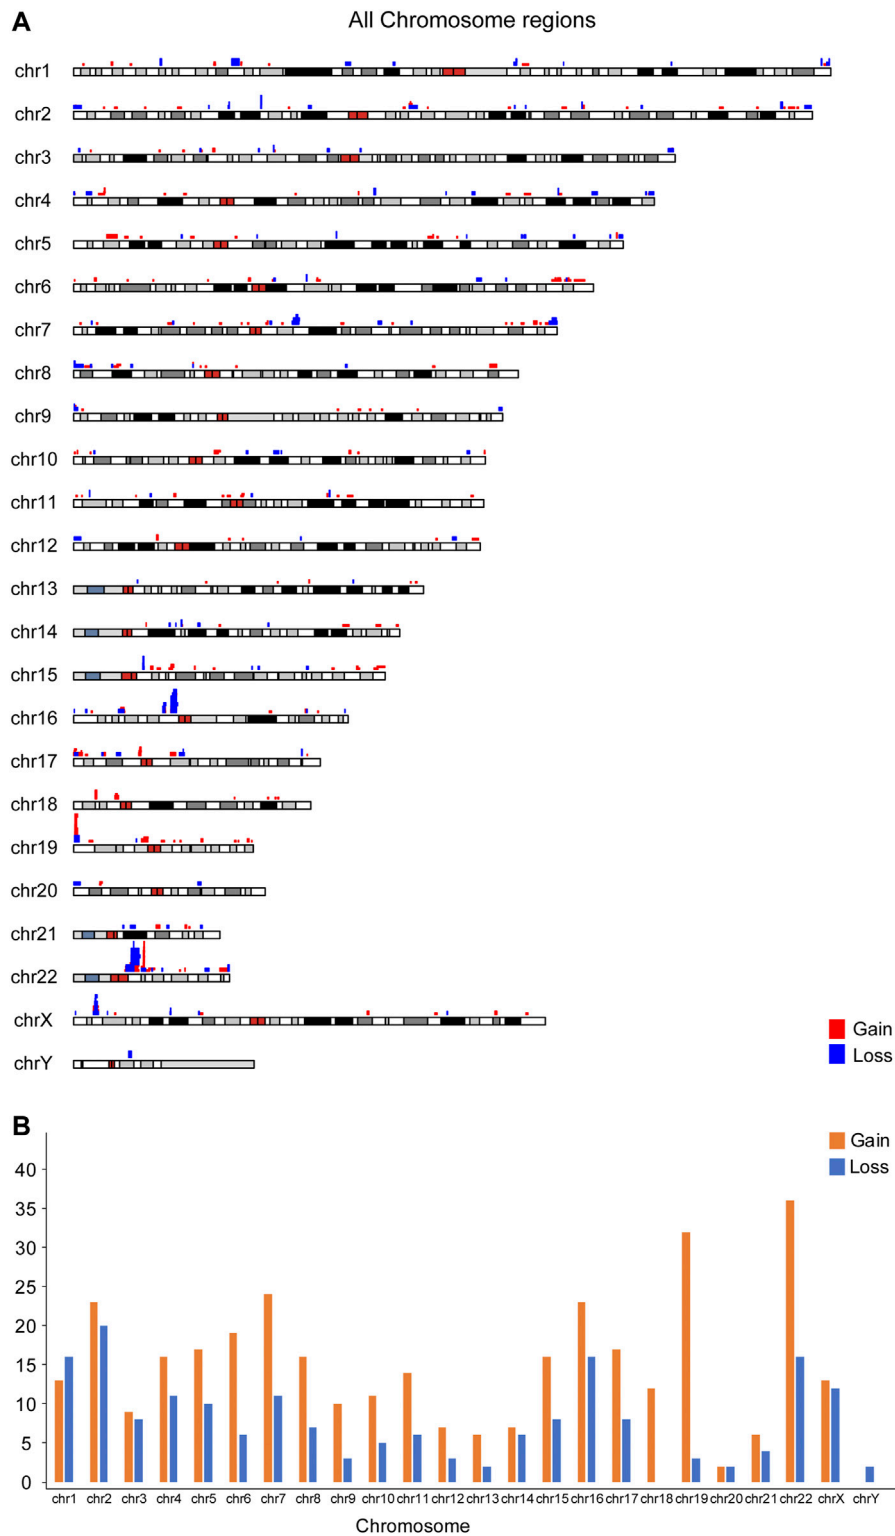 A
All Chromosome regions
chr1
chr2
chr3
chr4
chr5
chr6
chr7
chr8
chr9
chr10
chr11
chr12
chr13
chr14
chr15
chr16
chr17
chr18
chr19
chr20
chr21
chr22
chrX
chrY
Gain
Loss
B
Gain
Loss
40
35
30
25
20
15
10
5
0
chr1 chr2 chr3 chr4 chr5 chr6 chr7 chr8 chr9 chr10 chr11 chr12 chr13 chr14 chr15 chr16 chr17 chr18 chr19 chr20 chr21 chr22 chrX chrY
Chromosome